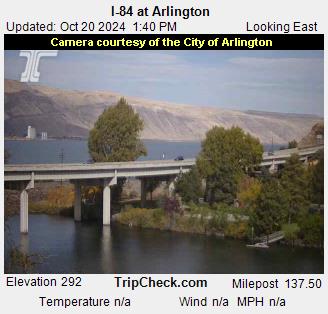 I-84 at Arlington
Updated: Oct 20 2024 1:40 PM Looking East
Camera courtesy of the City of Arlington
Elevation 292 TripCheck.com Milepost 137.50
Temperature n/a Wind n/a MPH n/a